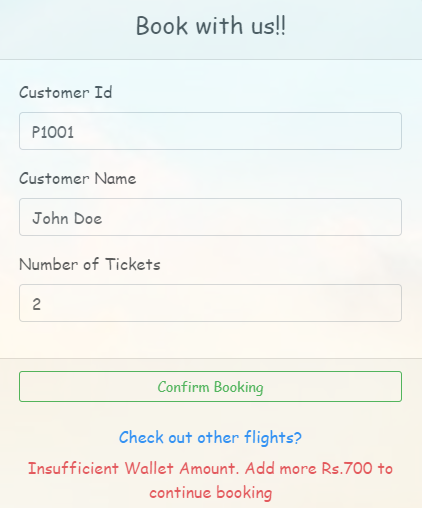 Book with us!!
Customer Id
P1001
Customer Name
John Doe
Number of Tickets
2
Confirm Booking
Check out other flights?
Insufficient Wallet Amount. Add more Rs.700 to
continue booking